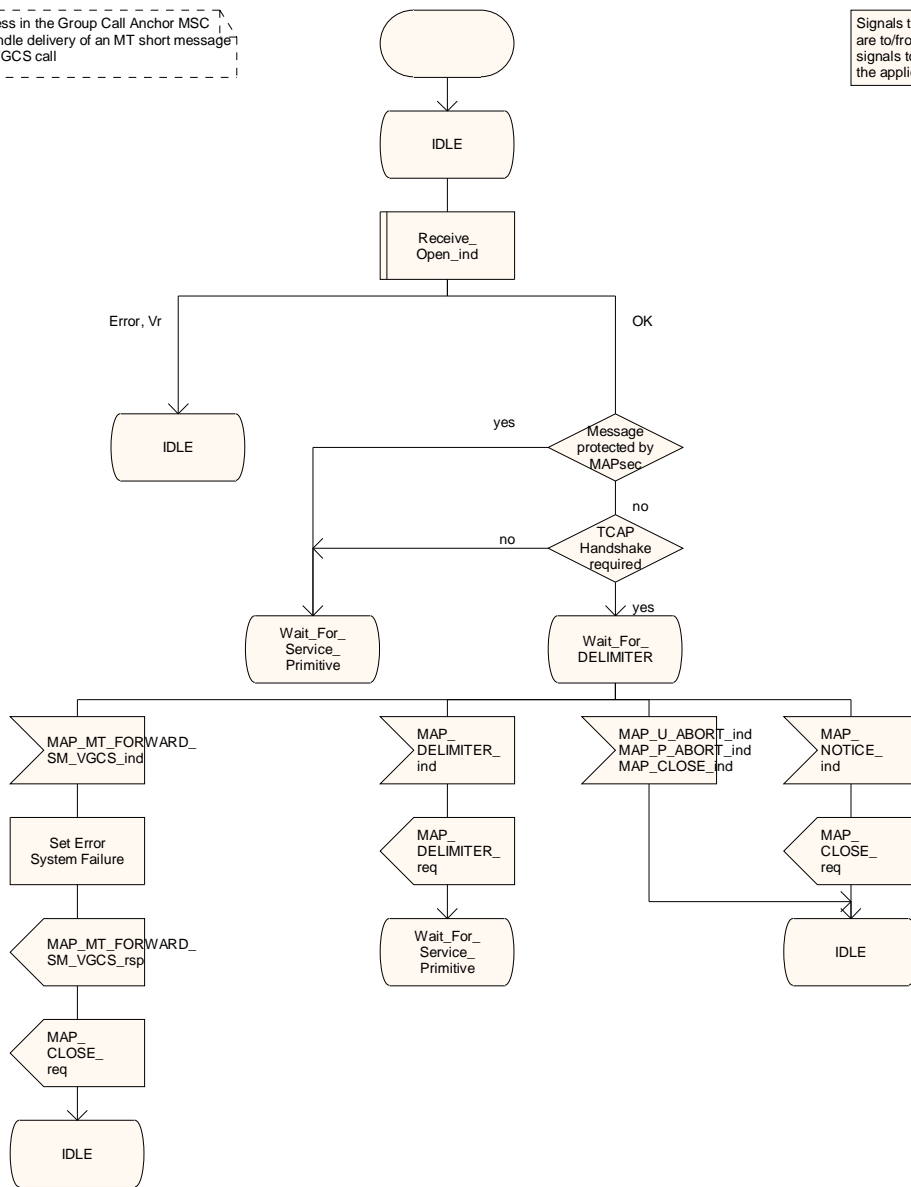 ess in the Group Call Anchor MSC
ndle delivery of an MT short message
GCS call
Signals t
are to/fro
signals to
the applic
IDLE
Receive_
Open_ind
Error, Vr
OK
IDLE
yes
Message
protected by
MAPsec
no
no
TCAP
Handshake
required
yes
Wait_For_
Service_
Primitive
Wait_For_
DELIMITER
MAP_MT_FORWARD_
SM_VGCS_ind
MAP_
DELIMITER_
ind
MAP_U_ABORT_ind
MAP_P_ABORT_ind
MAP_CLOSE_ind
MAP_
NOTICE_
ind
Set Error
System Failure
MAP_
DELIMITER_
req
MAP_
CLOSE_
req
MAP_MT_FORWARD_
SM_VGCS_rsp
Wait_For_
Service_
Primitive
IDLE
MAP_
CLOSE_
req
IDLE